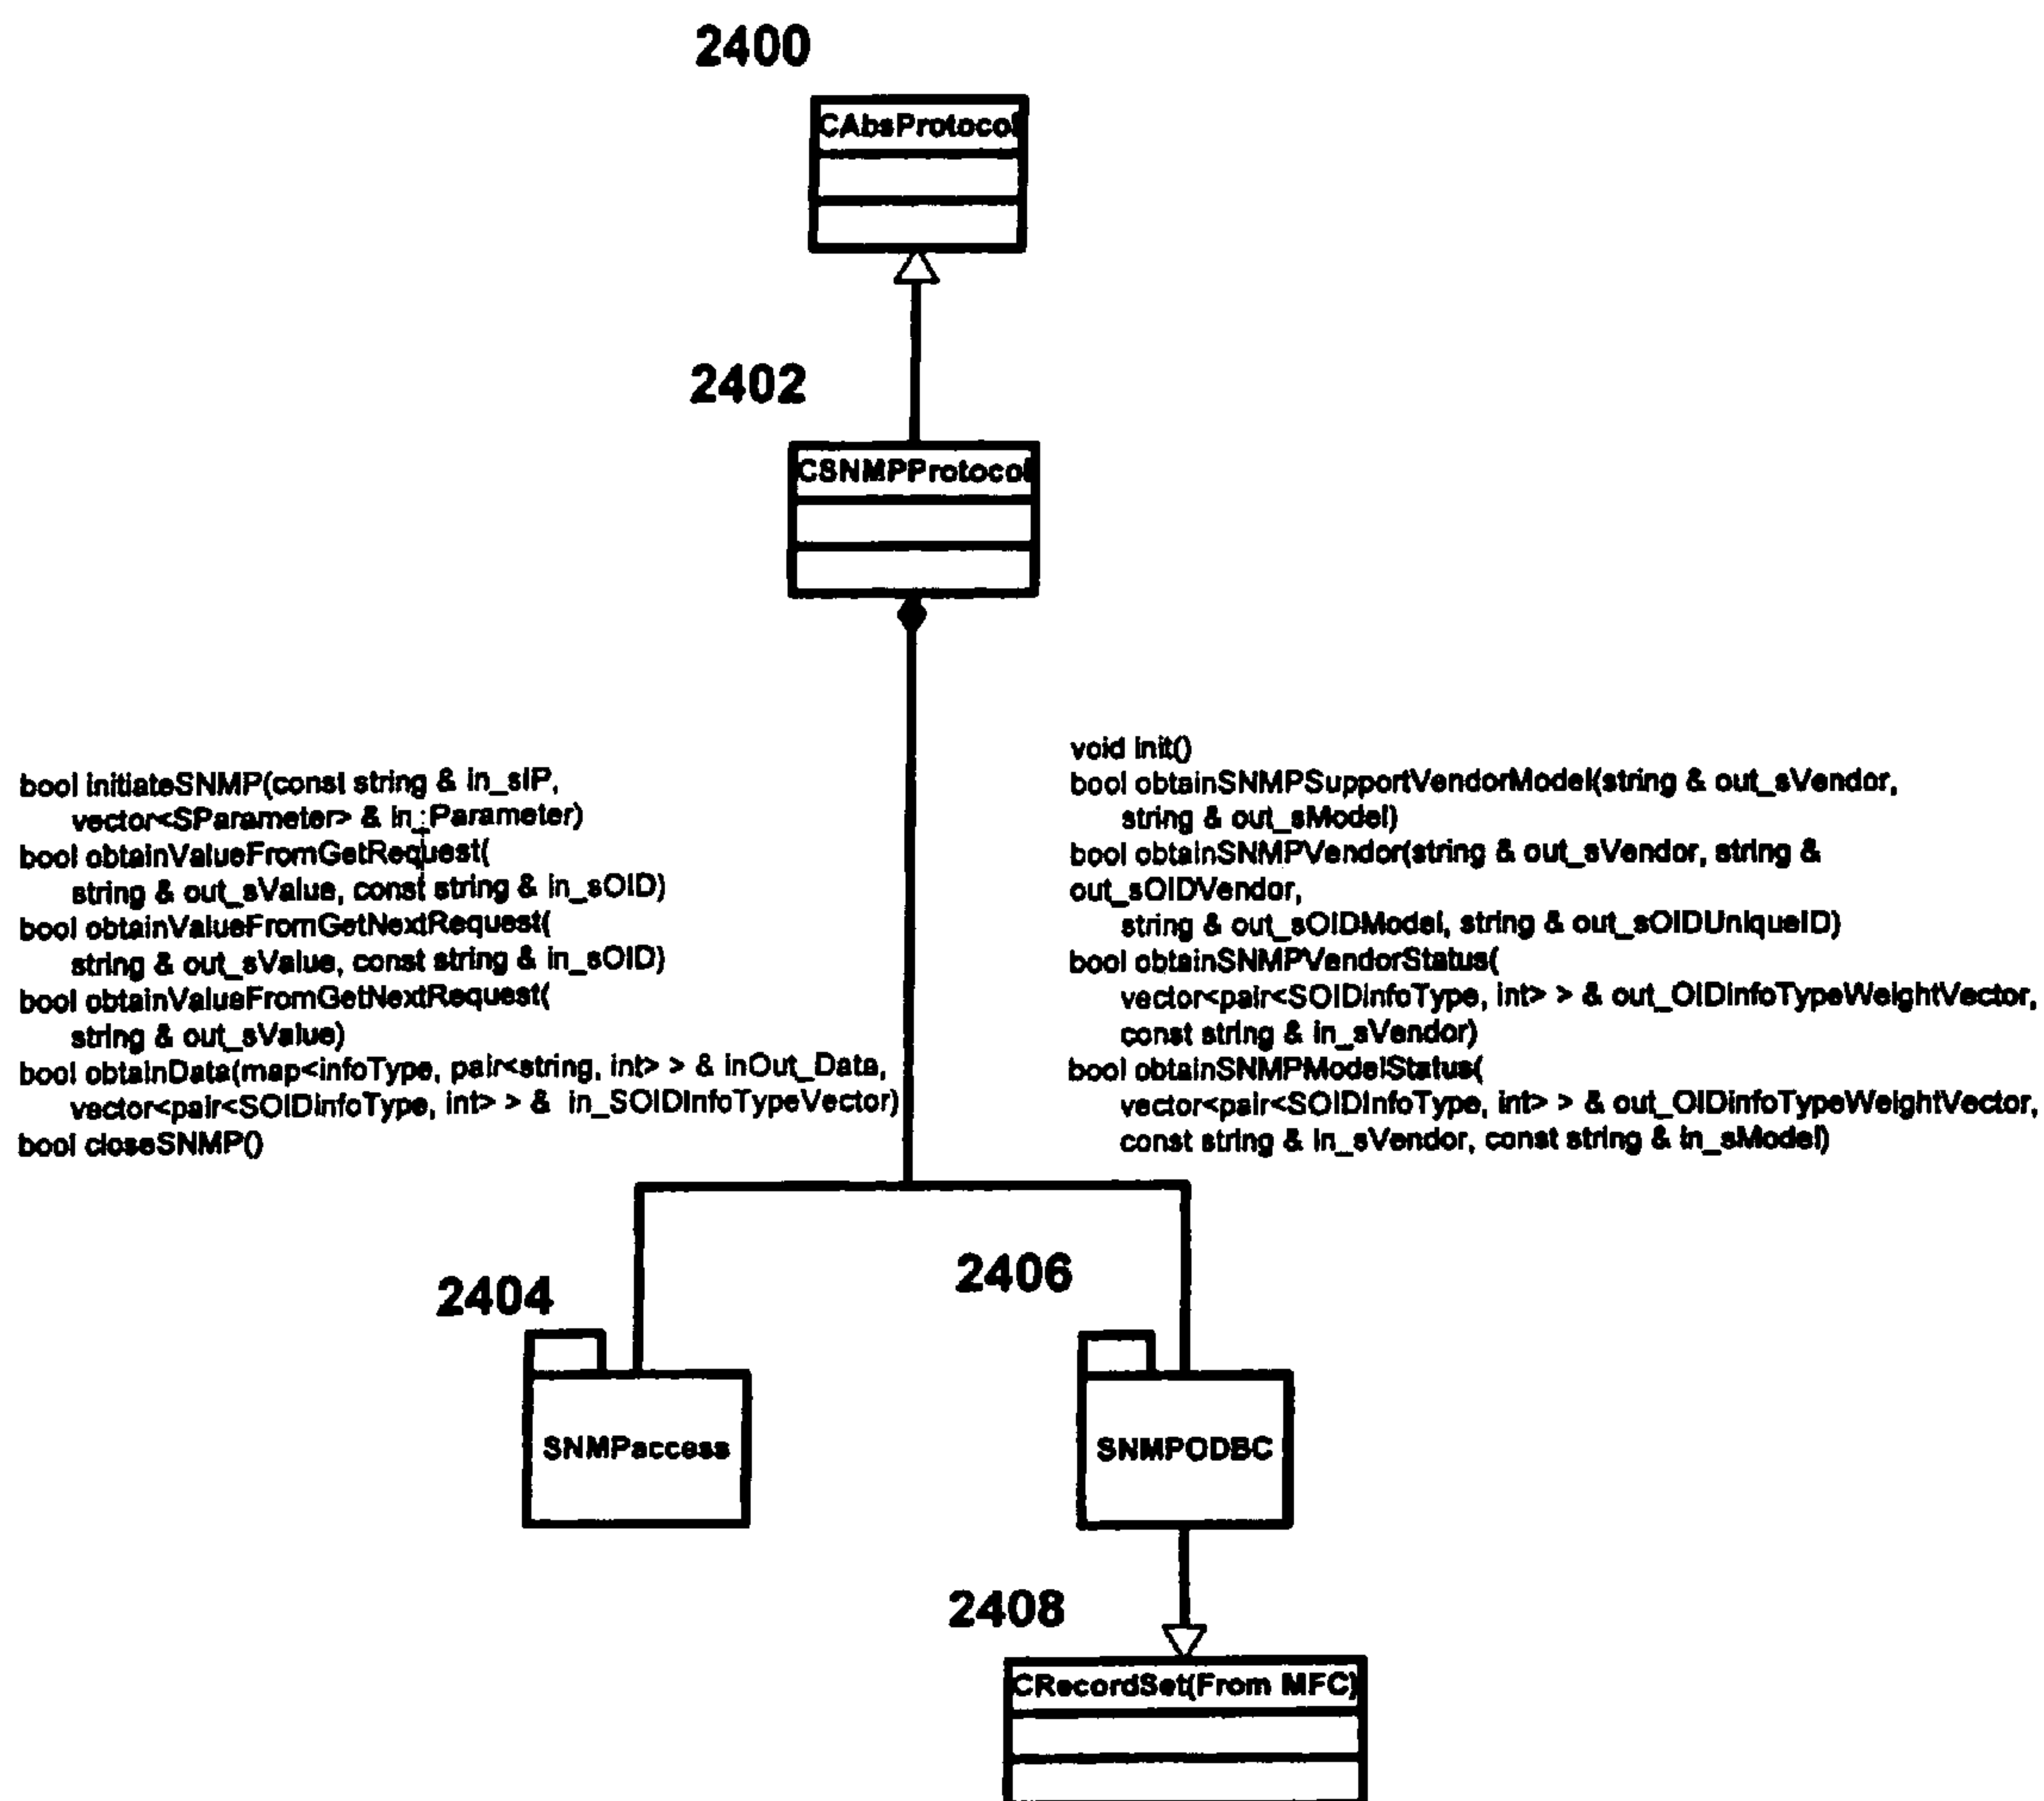 2400
CAbsProtocol
2402
CSNMPProtocol
bool initiateSNMP(const string & in_sIP,
vector<SParameter> & in_Parameter)
bool obtainValueFromGetRequest(
string & out_sValue, const string & in_sOID)
bool obtainValueFromGetNextRequest(
string & out_sValue, const string & in_sOID)
bool obtainValueFromGetNextRequest(
string & out_sValue)
bool obtainData(map<infoType, pair<string, int> > & inOut_Data,
vector<pair<SOIDinfoType, int> > & in_SOIDInfoTypeVector)
bool closeSNMP()
void init()
bool obtainSNMPSupportVendorModel(string & out_sVendor,
string & out_sModel)
bool obtainSNMPVendor(string & out_sVendor, string &
out_sOIDVendor,
string & out_sOIDModel, string & out_sOIDUniqueID)
bool obtainSNMPVendorStatus(
vector<pair<SOIDinfoType, int> > & out_OIDinfoTypeWeightVector,
const string & in_sVendor)
bool obtainSNMPModelStatus(
vector<pair<SOIDInfoType, int> > & out_OIDinfoTypeWeightVector,
const string & in_sVendor, const string & in_sModel)
2404
SNMPaccess
2406
SNMPODBC
2408
CRecordSet(From MFC)